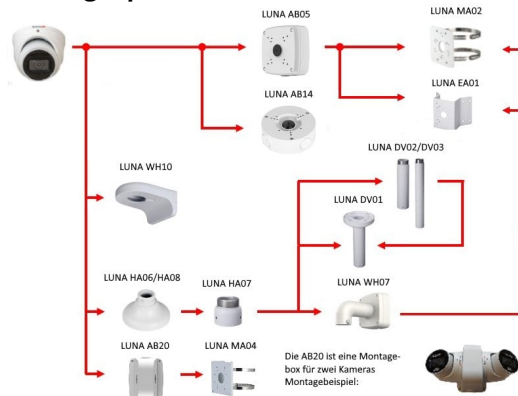 LUNA AB05
LUNA MA02
LUNA EA01
LUNA AB14
LUNA DV02/DV03
LUNA WH10
LUNA DV01
LUNA HA06/HA08
LUNA HA07
LUNA WH07
LUNA AB20
LUNA MA04
Die AB20 ist eine Montage-
box für zwei Kameras
Montagebeispiel: